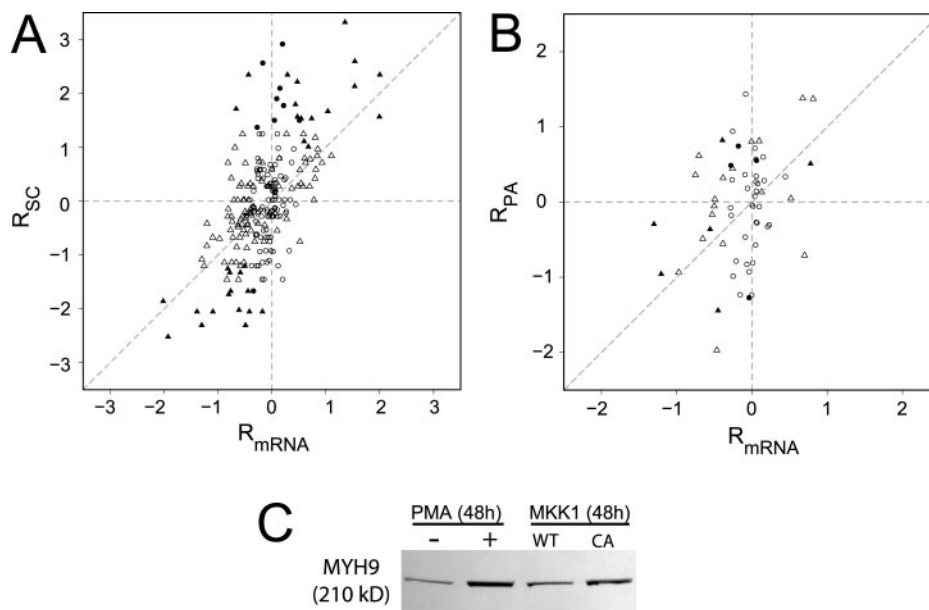 A
B
3
2
1
0
−1
−2
−3
R_SC
−3
−2
−1
0
1
2
3
R_mRNA
2
1
0
−1
−2
R_PA
−2
−1
0
1
2
R_mRNA
C
PMA (48h) MKK1 (48h)
− + WT CA
MYH9
(210 kD)